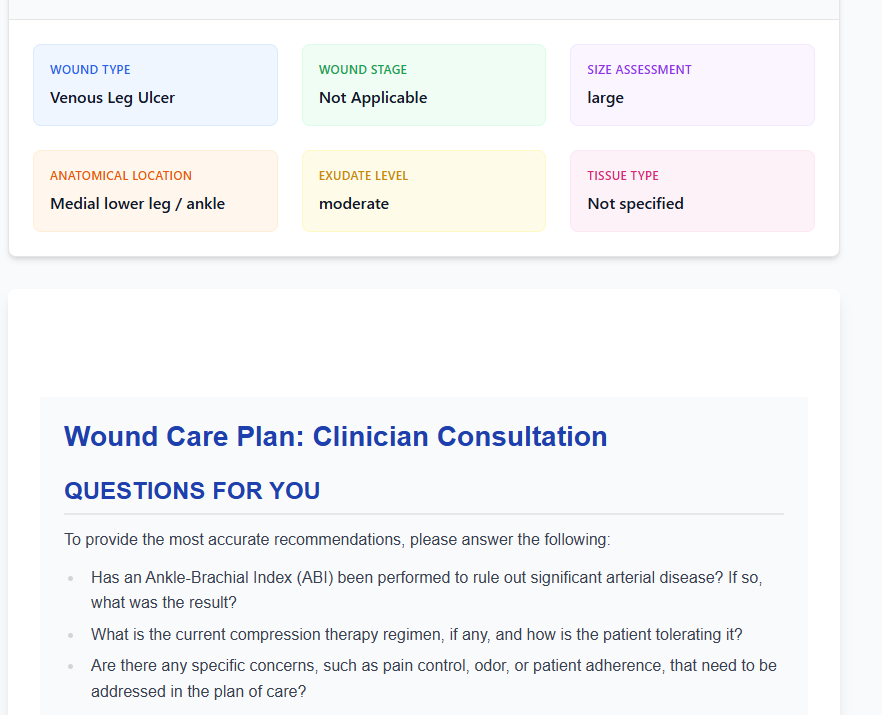 WOUND TYPE
Venous Leg Ulcer
WOUND STAGE
Not Applicable
SIZE ASSESSMENT
large
ANATOMICAL LOCATION
Medial lower leg / ankle
EXUDATE LEVEL
moderate
TISSUE TYPE
Not specified
Wound Care Plan: Clinician Consultation
QUESTIONS FOR YOU
To provide the most accurate recommendations, please answer the following:
Has an Ankle-Brachial Index (ABI) been performed to rule out significant arterial disease? If so,
what was the result?
What is the current compression therapy regimen, if any, and how is the patient tolerating it?
Are there any specific concerns, such as pain control, odor, or patient adherence, that need to be
addressed in the plan of care?